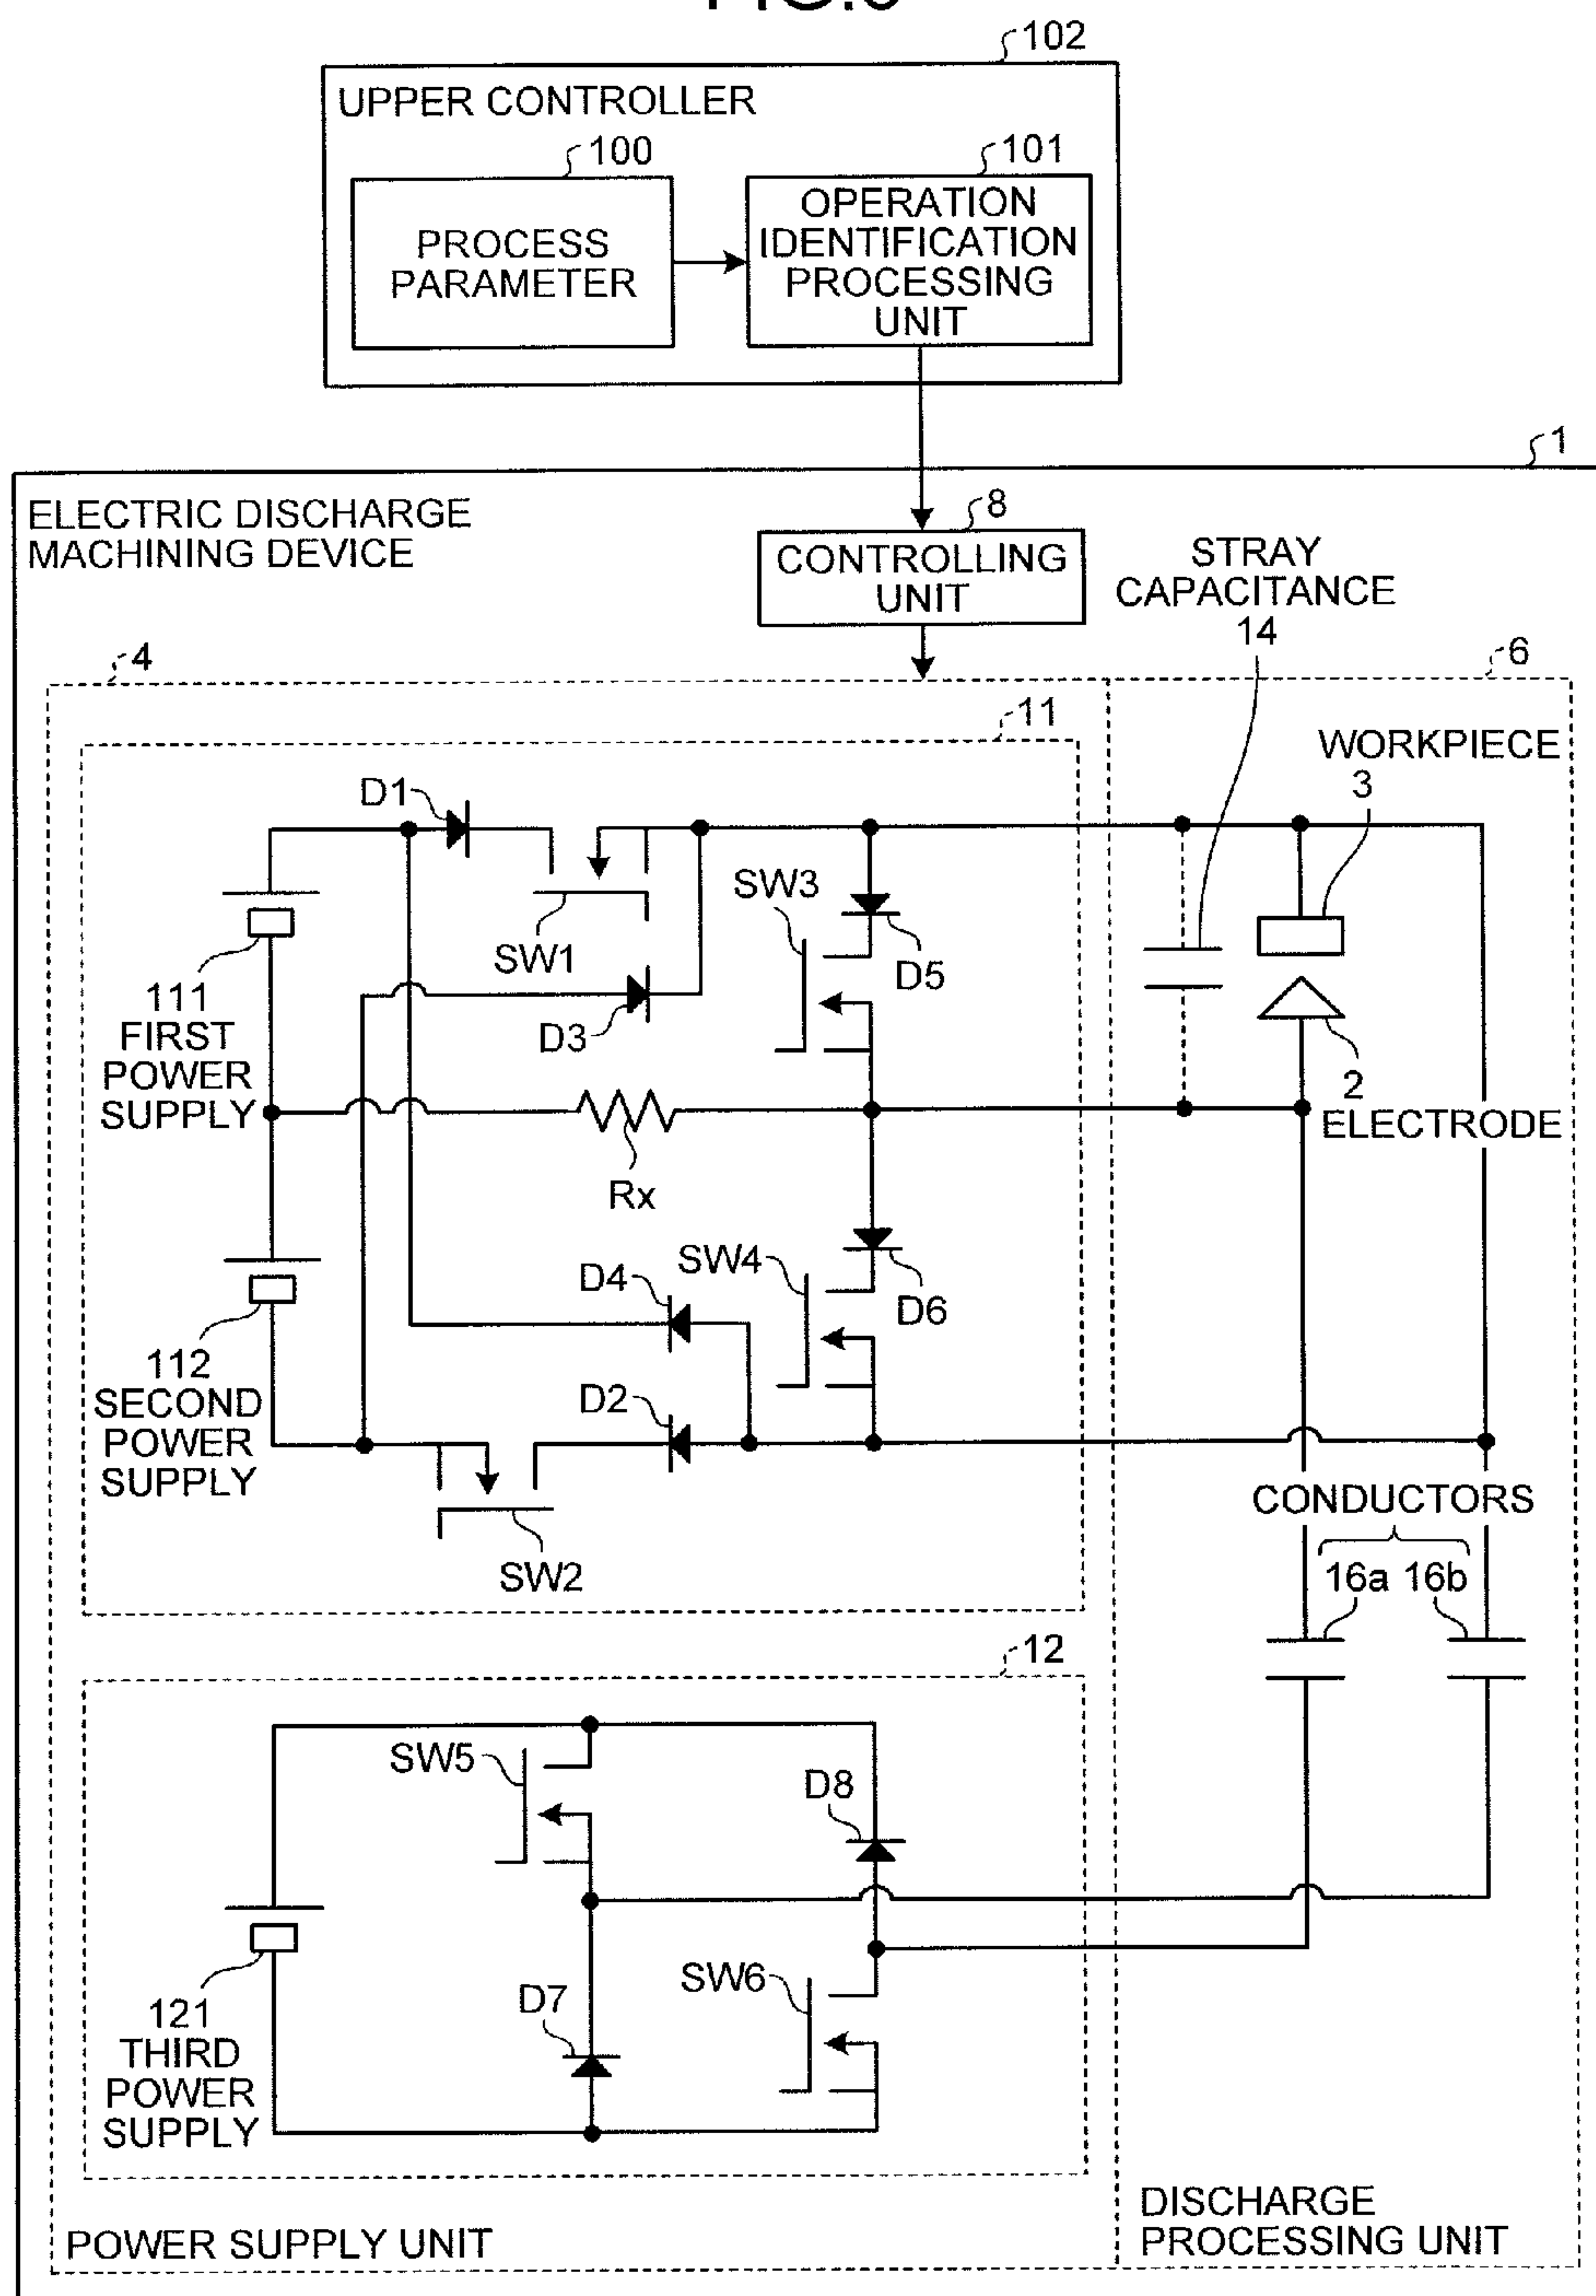 102
UPPER CONTROLLER
100
101
PROCESS
PARAMETER
OPERATION
IDENTIFICATION
PROCESSING
UNIT
1
ELECTRIC DISCHARGE
MACHINING DEVICE
8
CONTROLLING
UNIT
STRAY
CAPACITANCE
14
4
6
11
WORKPIECE
3
D1
SW1
SW3
D5
D3
111
FIRST
POWER
SUPPLY
2
ELECTRODE
Rx
SW4
D4
D6
112
SECOND
POWER
SUPPLY
D2
SW2
CONDUCTORS
16a 16b
12
SW5
D8
SW6
D7
121
THIRD
POWER
SUPPLY
POWER SUPPLY UNIT
DISCHARGE
PROCESSING UNIT